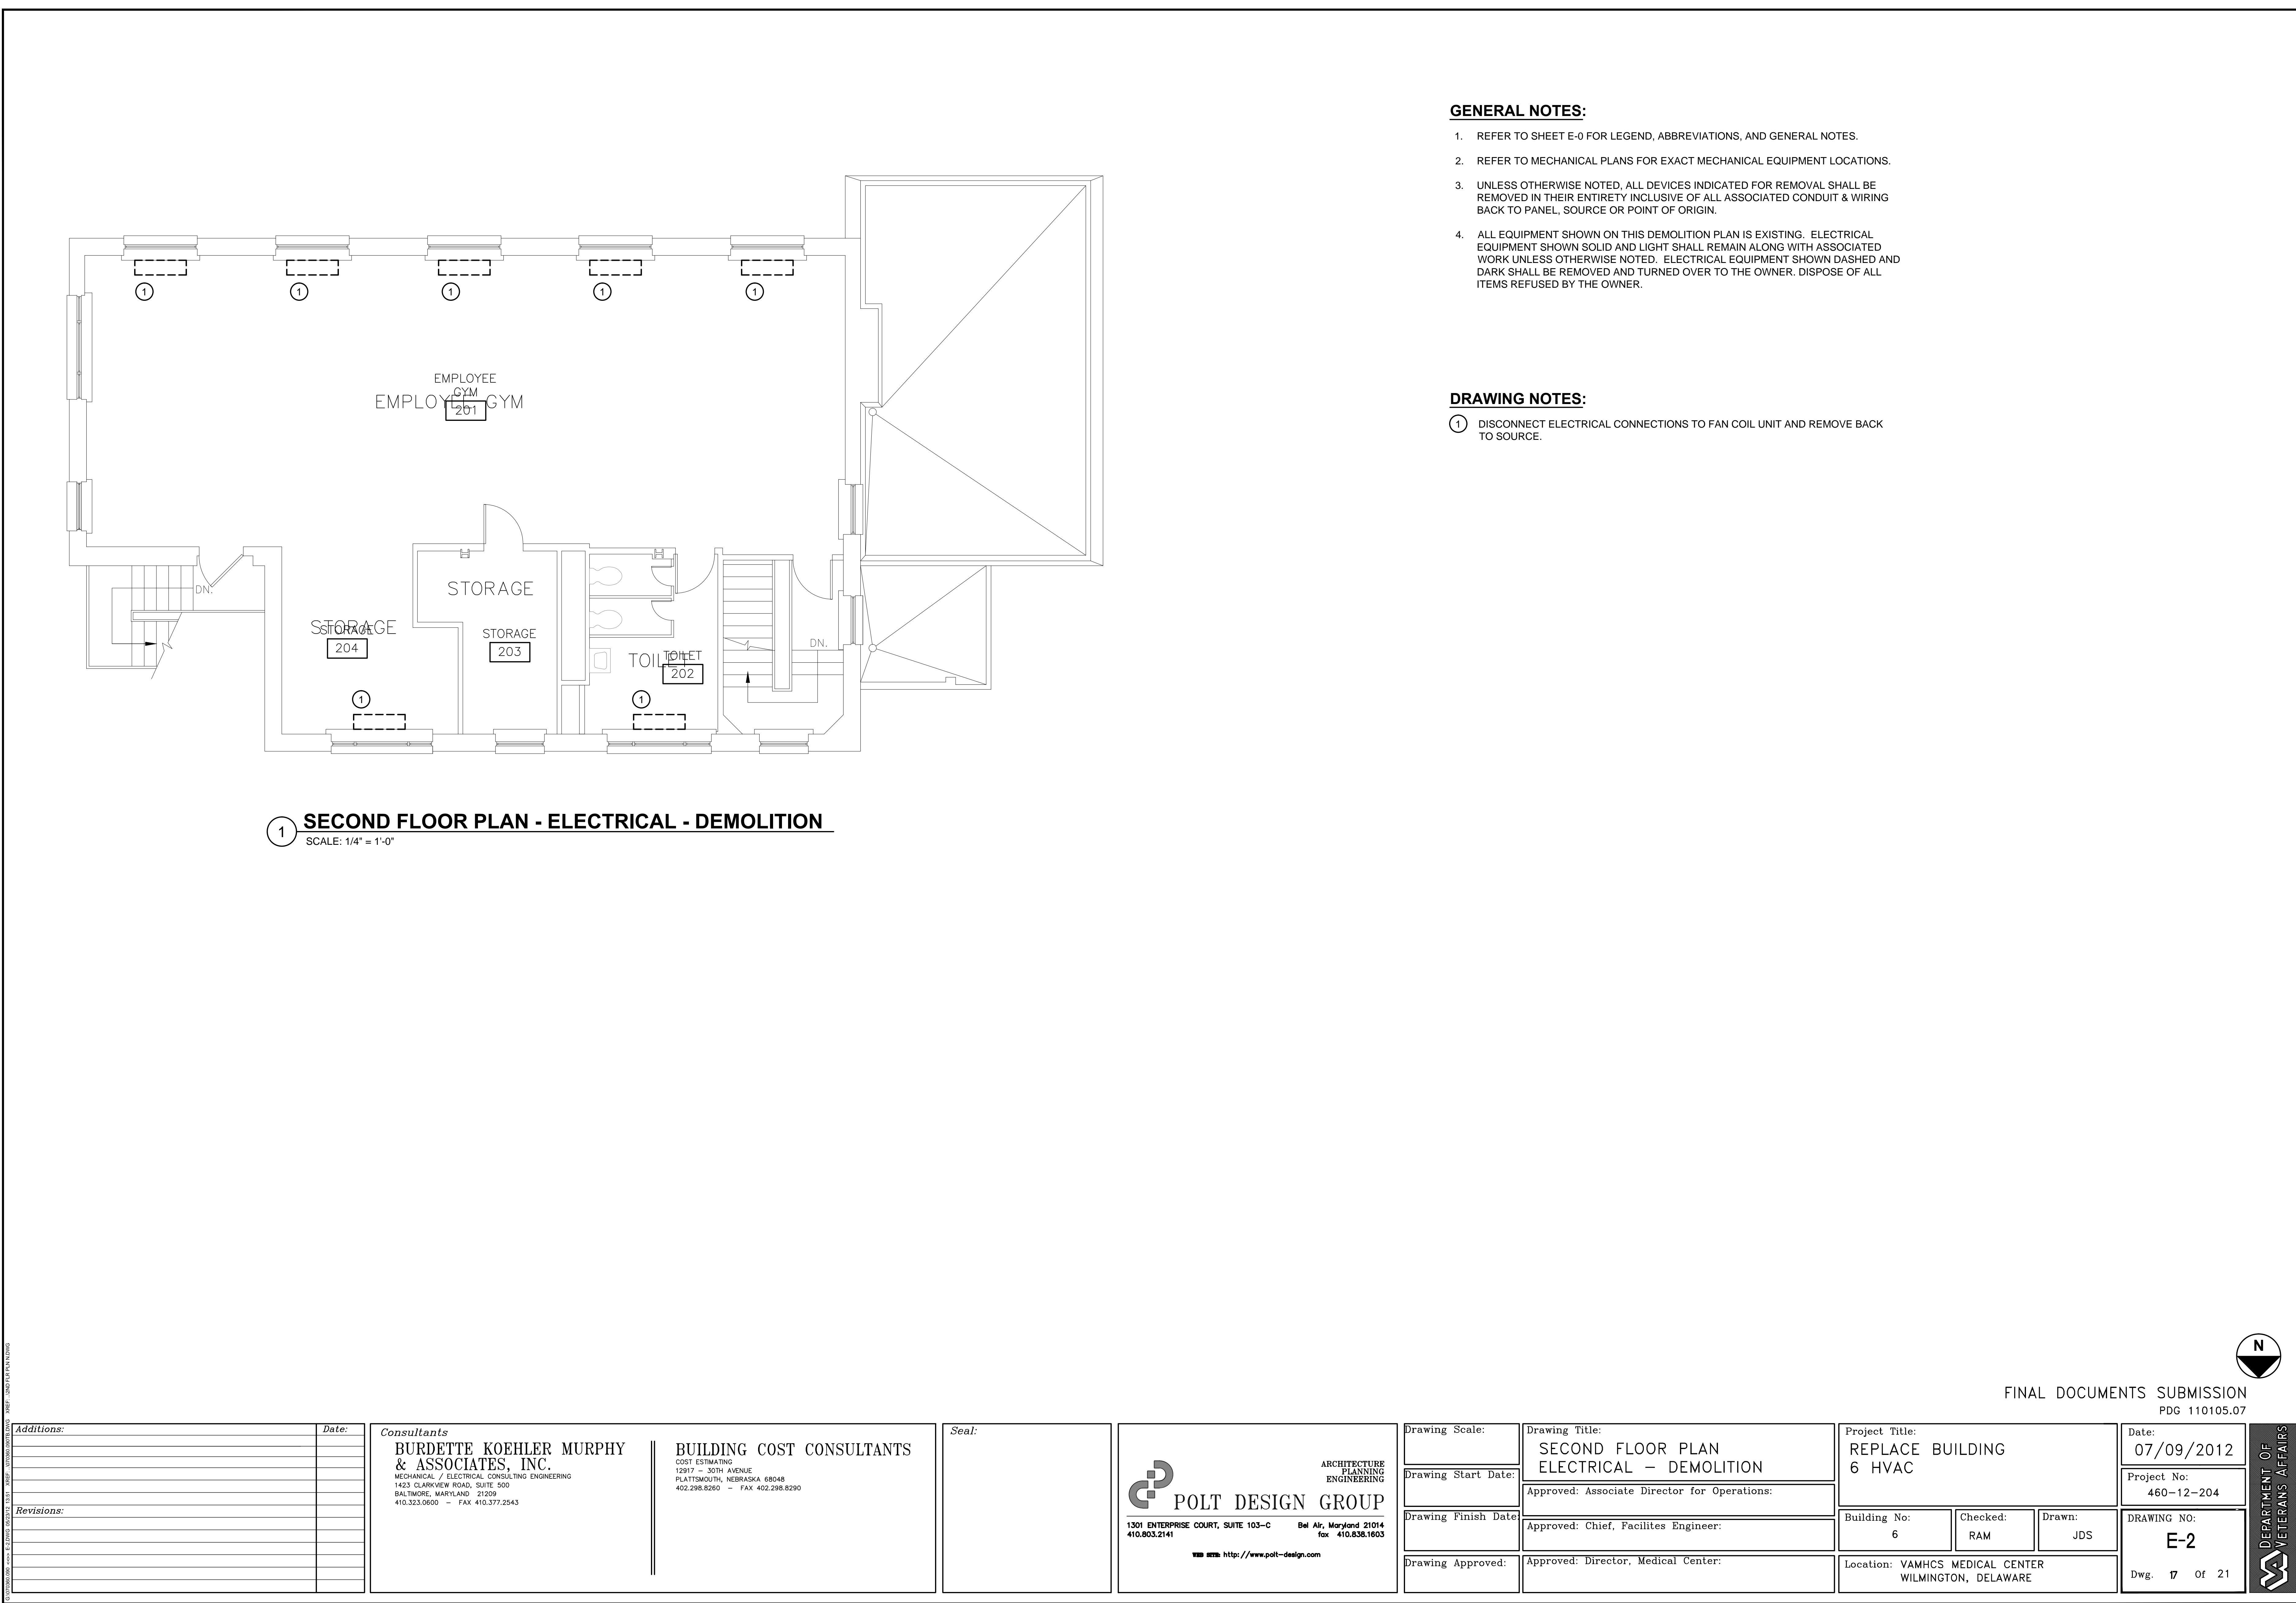 GENERAL NOTES:
1. REFER TO SHEET E-0 FOR LEGEND, ABBREVIATIONS, AND GENERAL NOTES.
2. REFER TO MECHANICAL PLANS FOR EXACT MECHANICAL EQUIPMENT LOCATIONS.
3. UNLESS OTHERWISE NOTED, ALL DEVICES INDICATED FOR REMOVAL SHALL BE
REMOVED IN THEIR ENTIRETY INCLUSIVE OF ALL ASSOCIATED CONDUIT & WIRING
BACK TO PANEL, SOURCE OR POINT OF ORIGIN.
4. ALL EQUIPMENT SHOWN ON THIS DEMOLITION PLAN IS EXISTING. ELECTRICAL
EQUIPMENT SHOWN SOLID AND LIGHT SHALL REMAIN ALONG WITH ASSOCIATED
WORK UNLESS OTHERWISE NOTED. ELECTRICAL EQUIPMENT SHOWN DASHED AND
DARK SHALL BE REMOVED AND TURNED OVER TO THE OWNER. DISPOSE OF ALL
ITEMS REFUSED BY THE OWNER.
DRAWING NOTES:
1 DISCONNECT ELECTRICAL CONNECTIONS TO FAN COIL UNIT AND REMOVE BACK
TO SOURCE.
1 1 1 1 1
EMPLOYEE
GYM
EMPLOYEE GYM
201
DN.
STORAGE
STORAGE
STORAGE
204
STORAGE
203
TOILET
TOILET
202
DN.
1 1
1 SECOND FLOOR PLAN - ELECTRICAL - DEMOLITION
SCALE: 1/4" = 1'-0"
N
FINAL DOCUMENTS SUBMISSION
PDG 110105.07
Additions: Date:
Revisions:
Consultants
BURDETTE KOEHLER MURPHY
& ASSOCIATES, INC.
MECHANICAL / ELECTRICAL CONSULTING ENGINEERING
1423 CLARKVIEW ROAD, SUITE 500
BALTIMORE, MARYLAND 21209
410.323.0600 – FAX 410.377.2543
BUILDING COST CONSULTANTS
COST ESTIMATING
12917 – 30TH AVENUE
PLATTSMOUTH, NEBRASKA 68048
402.298.8260 – FAX 402.298.8290
Seal:
ARCHITECTURE
PLANNING
ENGINEERING
POLT DESIGN GROUP
1301 ENTERPRISE COURT, SUITE 103-C Bel Air, Maryland 21014
410.803.2141 fax 410.838.1603
WEB SITE: http://www.polt-design.com
Drawing Scale:
Drawing Start Date:
Drawing Finish Date:
Drawing Approved:
Drawing Title:
SECOND FLOOR PLAN
ELECTRICAL – DEMOLITION
Approved: Associate Director for Operations:
Approved: Chief, Facilites Engineer:
Approved: Director, Medical Center:
Project Title:
REPLACE BUILDING
6 HVAC
Building No:
6
Checked:
RAM
Drawn:
JDS
Location: VAMHCS MEDICAL CENTER
WILMINGTON, DELAWARE
Date:
07/09/2012
Project No:
460-12-204
DRAWING NO:
E-2
Dwg. 17 Of 21
DEPARTMENT OF
VETERANS AFFAIRS